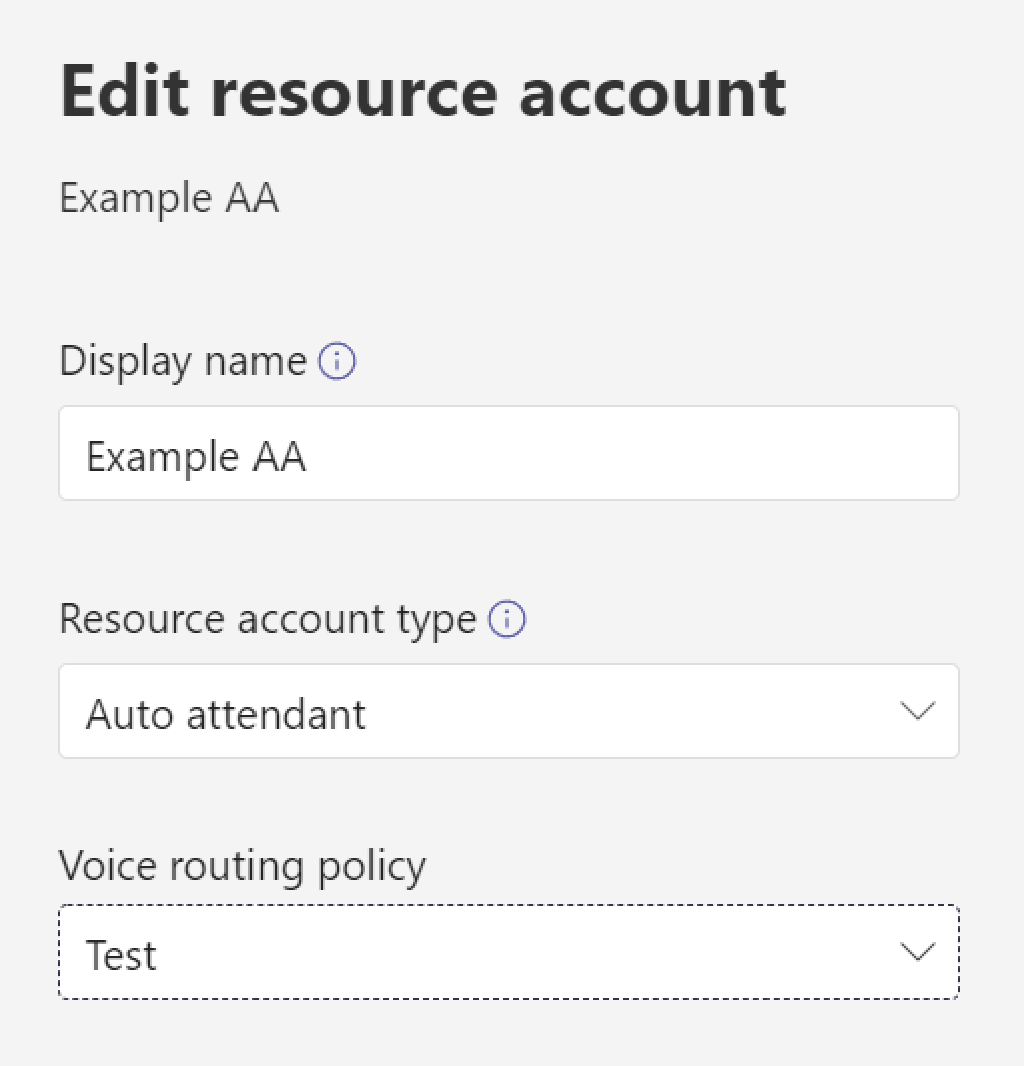 Edit resource account
Example AA
Display name
Example AA
Resource account type
Auto attendant
Voice routing policy
Test